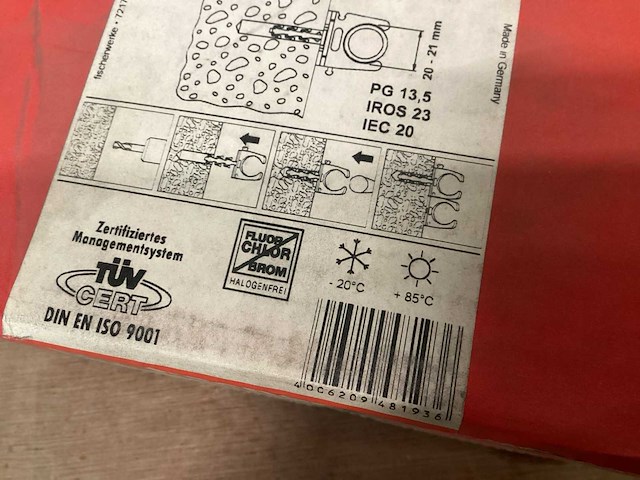 fischerwerke · 7217
Made in Germany
20 - 21 mm
PG 13,5
IROS 23
IEC 20
Zertifiziertes
Managementsystem
TÜV
CERT
DIN EN ISO 9001
FLUOR
CHLOR
BROM
HALOGENFREI
- 20°C
+ 85°C
4 006209 481936